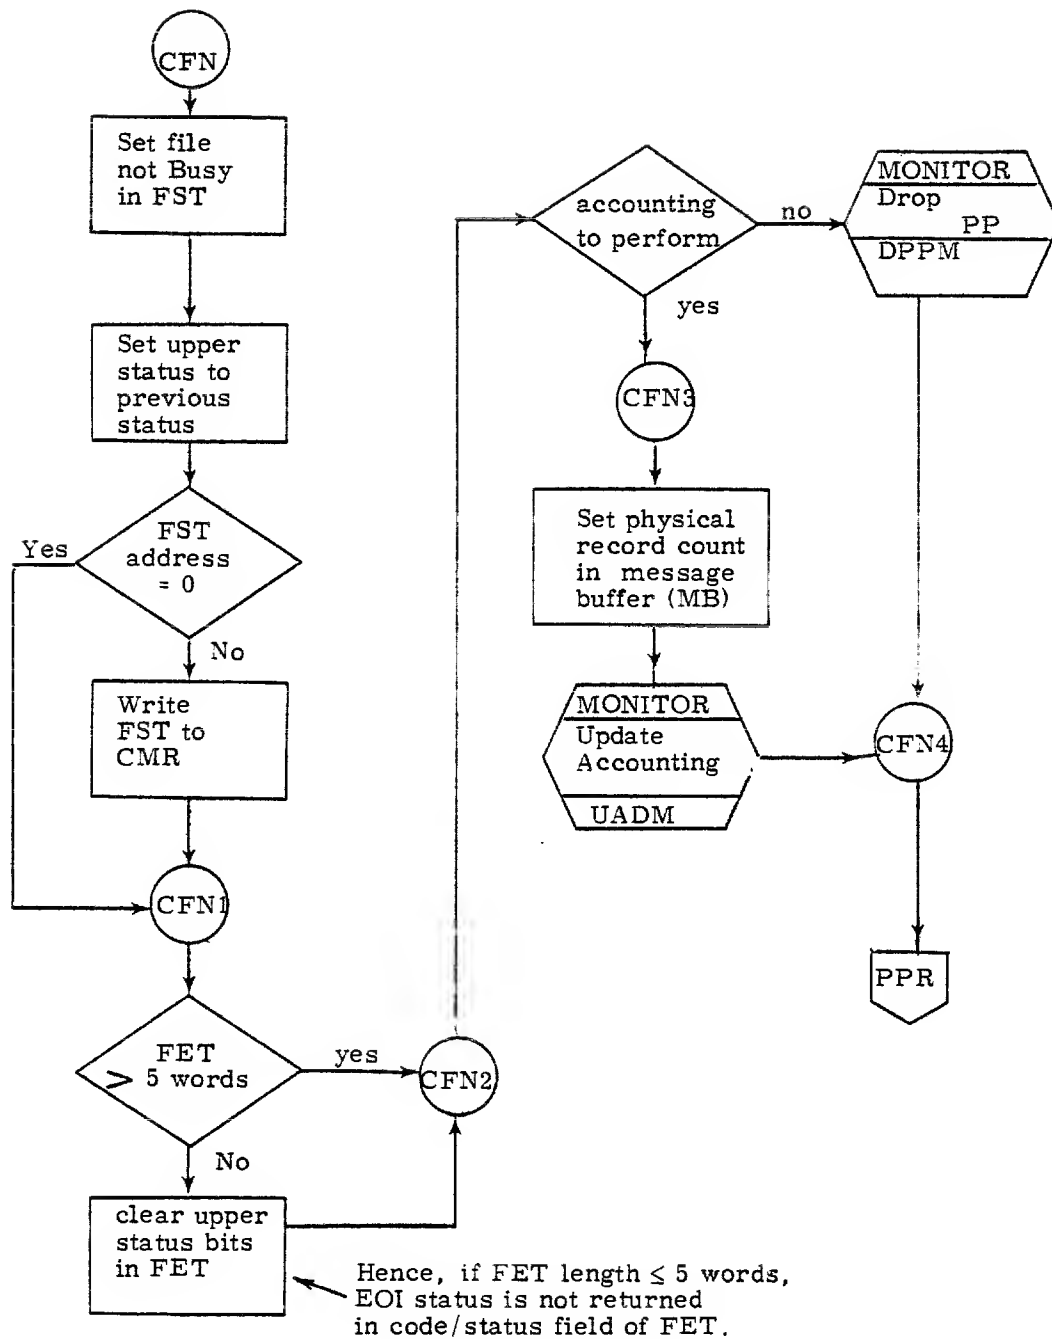 CFN
Set file
not Busy
in FST
Set upper
status to
previous
status
FST
address
= 0
Yes
No
Write
FST to
CMR
CFN1
FET
> 5 words
yes
No
CFN2
clear upper
status bits
in FET
Hence, if FET length ≤ 5 words,
EOI status is not returned
in code/status field of FET.
accounting
to perform
no
yes
MONITOR
Drop
PP
DPPM
CFN3
Set physical
record count
in message
buffer (MB)
MONITOR
Update
Accounting
UADM
CFN4
PPR